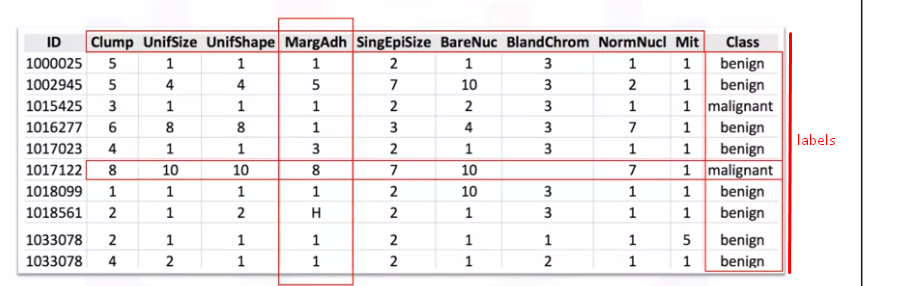 ID Clump UnifSize UnifShape MargAdh SingEpiSize BareNuc BlandChrom NormNucl Mit Class
1000025 5 1 1 1 2 1 3 1 1 benign
1002945 5 4 4 5 7 10 3 2 1 benign
1015425 3 1 1 1 2 2 3 1 1 malignant
1016277 6 8 8 1 3 4 3 7 1 benign
1017023 4 1 1 3 2 1 3 1 1 benign
labels
1017122 8 10 10 8 7 10 7 1 malignant
1018099 1 1 1 1 2 10 3 1 1 benign
1018561 2 1 2 H 2 1 3 1 1 benign
1033078 2 1 1 1 2 1 1 1 5 benign
1033078 4 2 1 1 2 1 2 1 1 benign